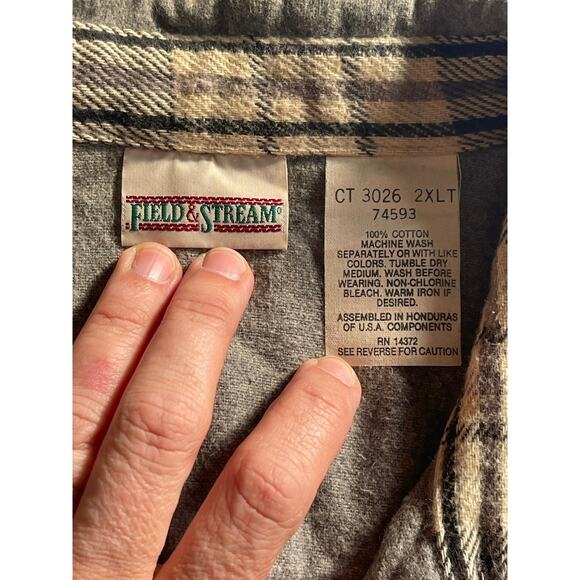 FIELD & STREAM®
CT 3026 2XLT
74593
100% COTTON
MACHINE WASH
SEPARATELY OR WITH LIKE
COLORS. TUMBLE DRY
MEDIUM. WASH BEFORE
WEARING. NON-CHLORINE
BLEACH. WARM IRON IF
DESIRED.
ASSEMBLED IN HONDURAS
OF U.S.A. COMPONENTS
RN 14372
SEE REVERSE FOR CAUTION